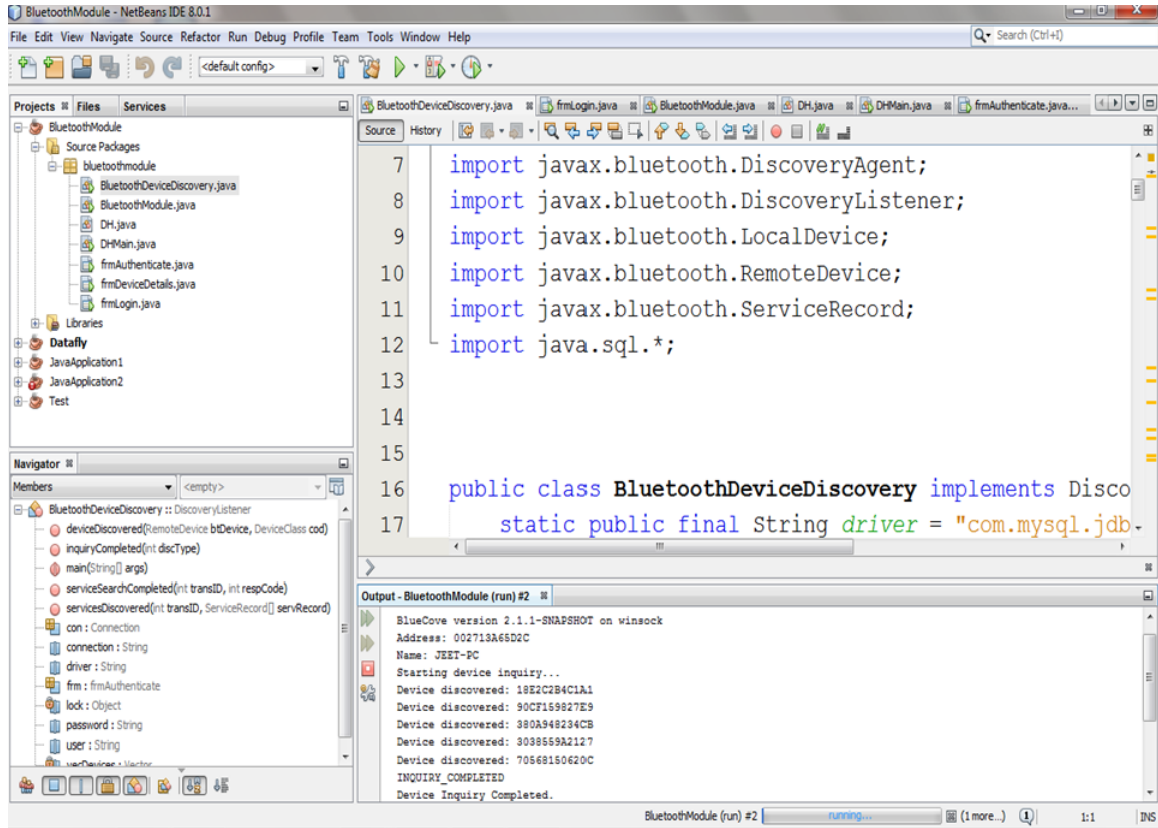 BluetoothModule - NetBeans IDE 8.0.1
File Edit View Navigate Source Refactor Run Debug Profile Team Tools Window Help
Search (Ctrl+I)
<default config>
Projects Files Services
BluetoothModule
Source Packages
bluetoothmodule
BluetoothDeviceDiscovery.java
BluetoothModule.java
DH.java
DHMain.java
frmAuthenticate.java
frmDeviceDetails.java
frmLogin.java
Libraries
Datafly
JavaApplication1
JavaApplication2
Test
Navigator
Members <empty>
BluetoothDeviceDiscovery :: DiscoveryListener
deviceDiscovered(RemoteDevice btDevice, DeviceClass cod)
inquiryCompleted(int discType)
main(String[] args)
serviceSearchCompleted(int transID, int respCode)
servicesDiscovered(int transID, ServiceRecord[] servRecord)
con : Connection
connection : String
driver : String
frm : frmAuthenticate
lock : Object
password : String
user : String
vecDevices : Vector
BluetoothDeviceDiscovery.java frmLogin.java BluetoothModule.java DH.java DHMain.java frmAuthenticate.java...
Source History
7 import javax.bluetooth.DiscoveryAgent;
8 import javax.bluetooth.DiscoveryListener;
9 import javax.bluetooth.LocalDevice;
10 import javax.bluetooth.RemoteDevice;
11 import javax.bluetooth.ServiceRecord;
12 import java.sql.*;
13
14
15
16 public class BluetoothDeviceDiscovery implements Disco
17 static public final String driver = "com.mysql.jdb
Output - BluetoothModule (run) #2
BlueCove version 2.1.1-SNAPSHOT on winsock
Address: 002713A65D2C
Name: JEET-PC
Starting device inquiry...
Device discovered: 18E2C2B4C1A1
Device discovered: 90CF159827E9
Device discovered: 380A948234CB
Device discovered: 3038559A2127
Device discovered: 70568150620C
INQUIRY_COMPLETED
Device Inquiry Completed.
BluetoothModule (run) #2 running... (1 more...) 1 1:1 INS